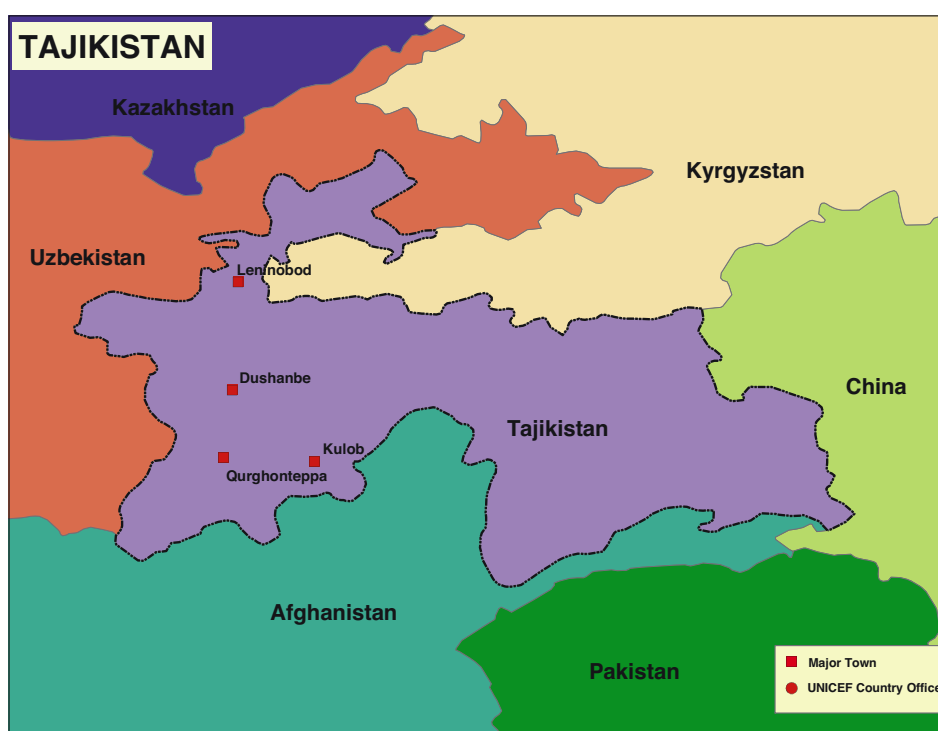 TAJIKISTAN
Kazakhstan
Kyrgyzstan
Uzbekistan
Leninobod
Dushanbe
China
Tajikistan
Kulob
Qurghonteppa
Afghanistan
Pakistan
Major Town
UNICEF Country Office